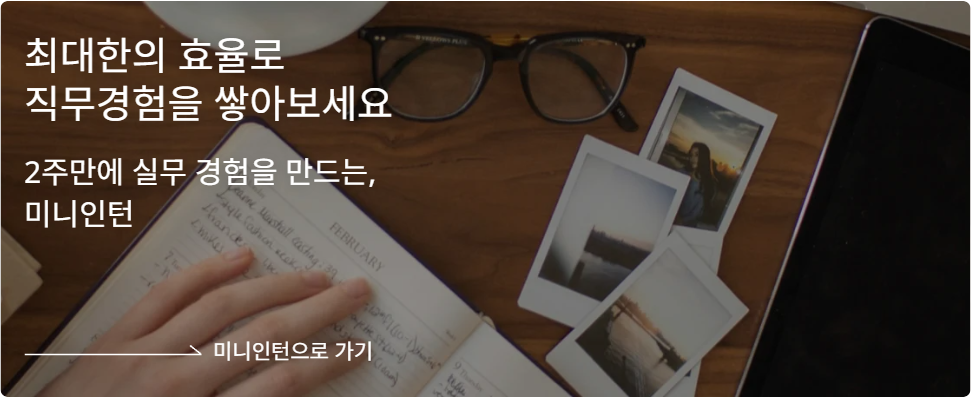 최대한의 효율로
직무경험을 쌓아보세요
2주만에 실무 경험을 만드는,
미니인턴
FEBRUARY
미니인턴으로 가기